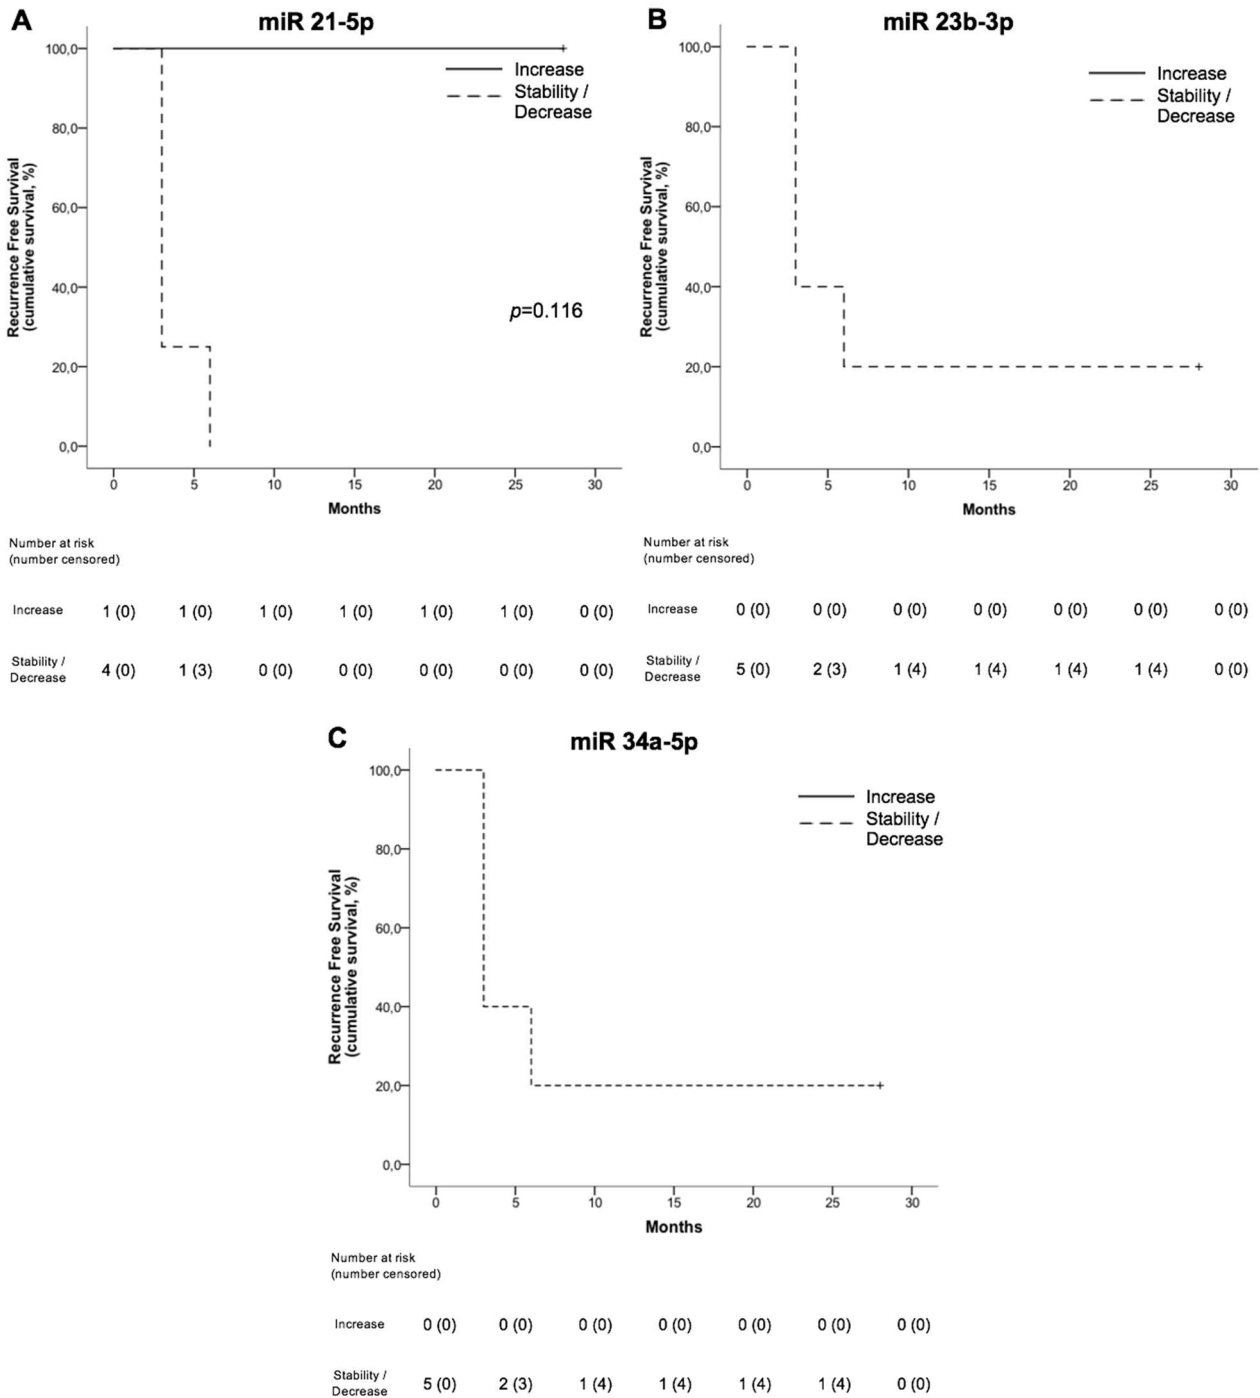 A
miR 21-5p
100,0
80,0
60,0
40,0
20,0
0,0
Recurrence Free Survival
(cumulative survival, %)
Increase
Stability /
Decrease
p=0.116
0 5 10 15 20 25 30
Months
Number at risk
(number censored)
Increase 1 (0) 1 (0) 1 (0) 1 (0) 1 (0) 1 (0) 0 (0)
Stability /
Decrease 4 (0) 1 (3) 0 (0) 0 (0) 0 (0) 0 (0) 0 (0)
B
miR 23b-3p
100,0
80,0
60,0
40,0
20,0
0,0
Recurrence Free Survival
(cumulative survival, %)
Increase
Stability /
Decrease
0 5 10 15 20 25 30
Months
Number at risk
(number censored)
Increase 0 (0) 0 (0) 0 (0) 0 (0) 0 (0) 0 (0) 0 (0)
Stability /
Decrease 5 (0) 2 (3) 1 (4) 1 (4) 1 (4) 1 (4) 0 (0)
C
miR 34a-5p
100,0
80,0
60,0
40,0
20,0
0,0
Recurrence Free Survival
(cumulative survival, %)
Increase
Stability /
Decrease
0 5 10 15 20 25 30
Months
Number at risk
(number censored)
Increase 0 (0) 0 (0) 0 (0) 0 (0) 0 (0) 0 (0) 0 (0)
Stability /
Decrease 5 (0) 2 (3) 1 (4) 1 (4) 1 (4) 1 (4) 0 (0)